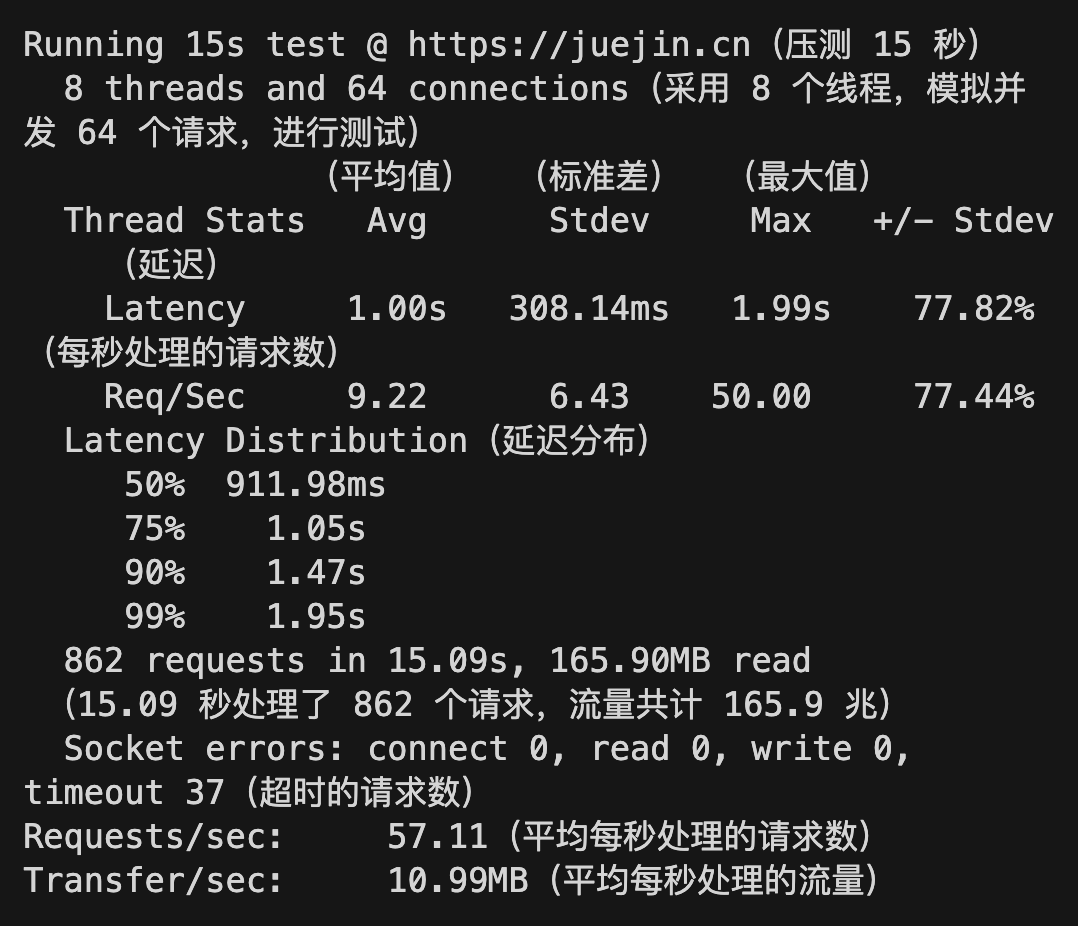 Running 15s test @ https://juejin.cn（压测 15 秒）
8 threads and 64 connections（采用 8 个线程，模拟并
发 64 个请求，进行测试）
（平均值） （标准差） （最大值）
Thread Stats Avg Stdev Max +/- Stdev
（延迟）
Latency 1.00s 308.14ms 1.99s 77.82%
（每秒处理的请求数）
Req/Sec 9.22 6.43 50.00 77.44%
Latency Distribution（延迟分布）
50% 911.98ms
75% 1.05s
90% 1.47s
99% 1.95s
862 requests in 15.09s, 165.90MB read
（15.09 秒处理了 862 个请求，流量共计 165.9 兆）
Socket errors: connect 0, read 0, write 0,
timeout 37（超时的请求数）
Requests/sec: 57.11（平均每秒处理的请求数）
Transfer/sec: 10.99MB（平均每秒处理的流量）